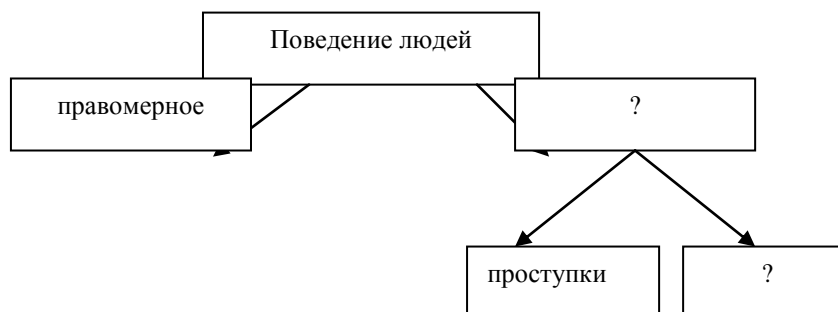 Поведение людей
правомерное
?
проступки
?